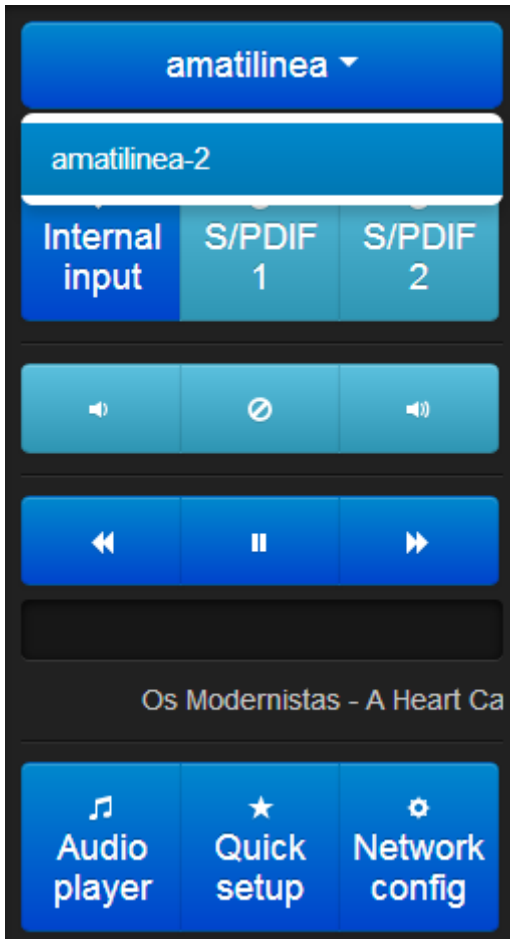 amatilinea
amatilinea-2
Internal input
S/PDIF 1
S/PDIF 2
Os Modernistas - A Heart Ca
Audio player
Quick setup
Network config